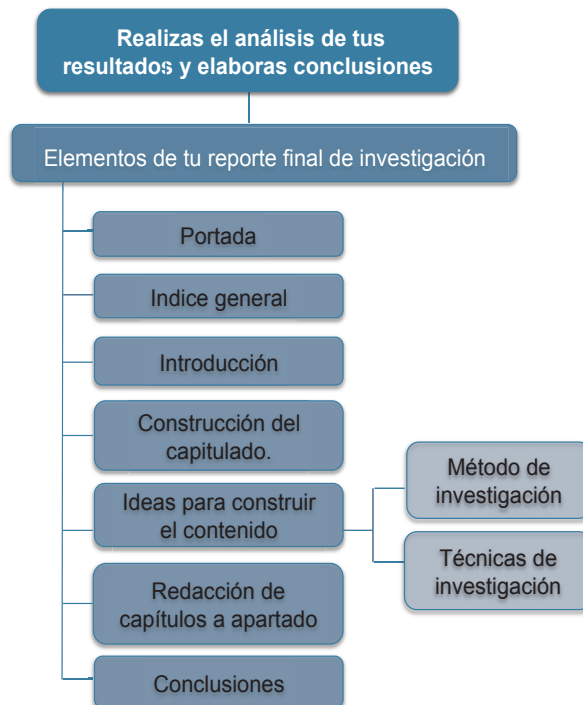 Realizas el análisis de tus
resultados y elaboras conclusiones
Elementos de tu reporte final de investigación
Portada
Indice general
Introducción
Construcción del
capitulado.
Ideas para construir
el contenido
Método de
investigación
Técnicas de
investigación
Redacción de
capítulos a apartado
Conclusiones